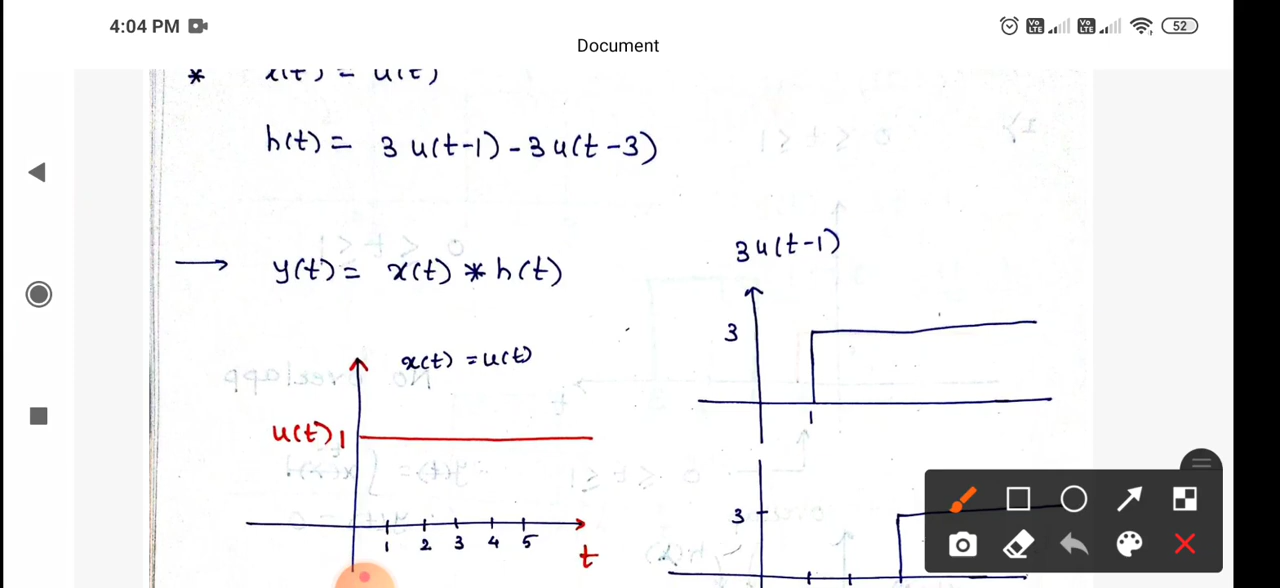 4:04 PM
52
Document
* x(t) = u(t)
h(t) = 3 u(t-1) - 3 u(t-3)
3 u(t-1)
→ y(t) = x(t) * h(t)
3
x(t) = u(t)
1
u(t) 1
3
1 2 3 4 5
t